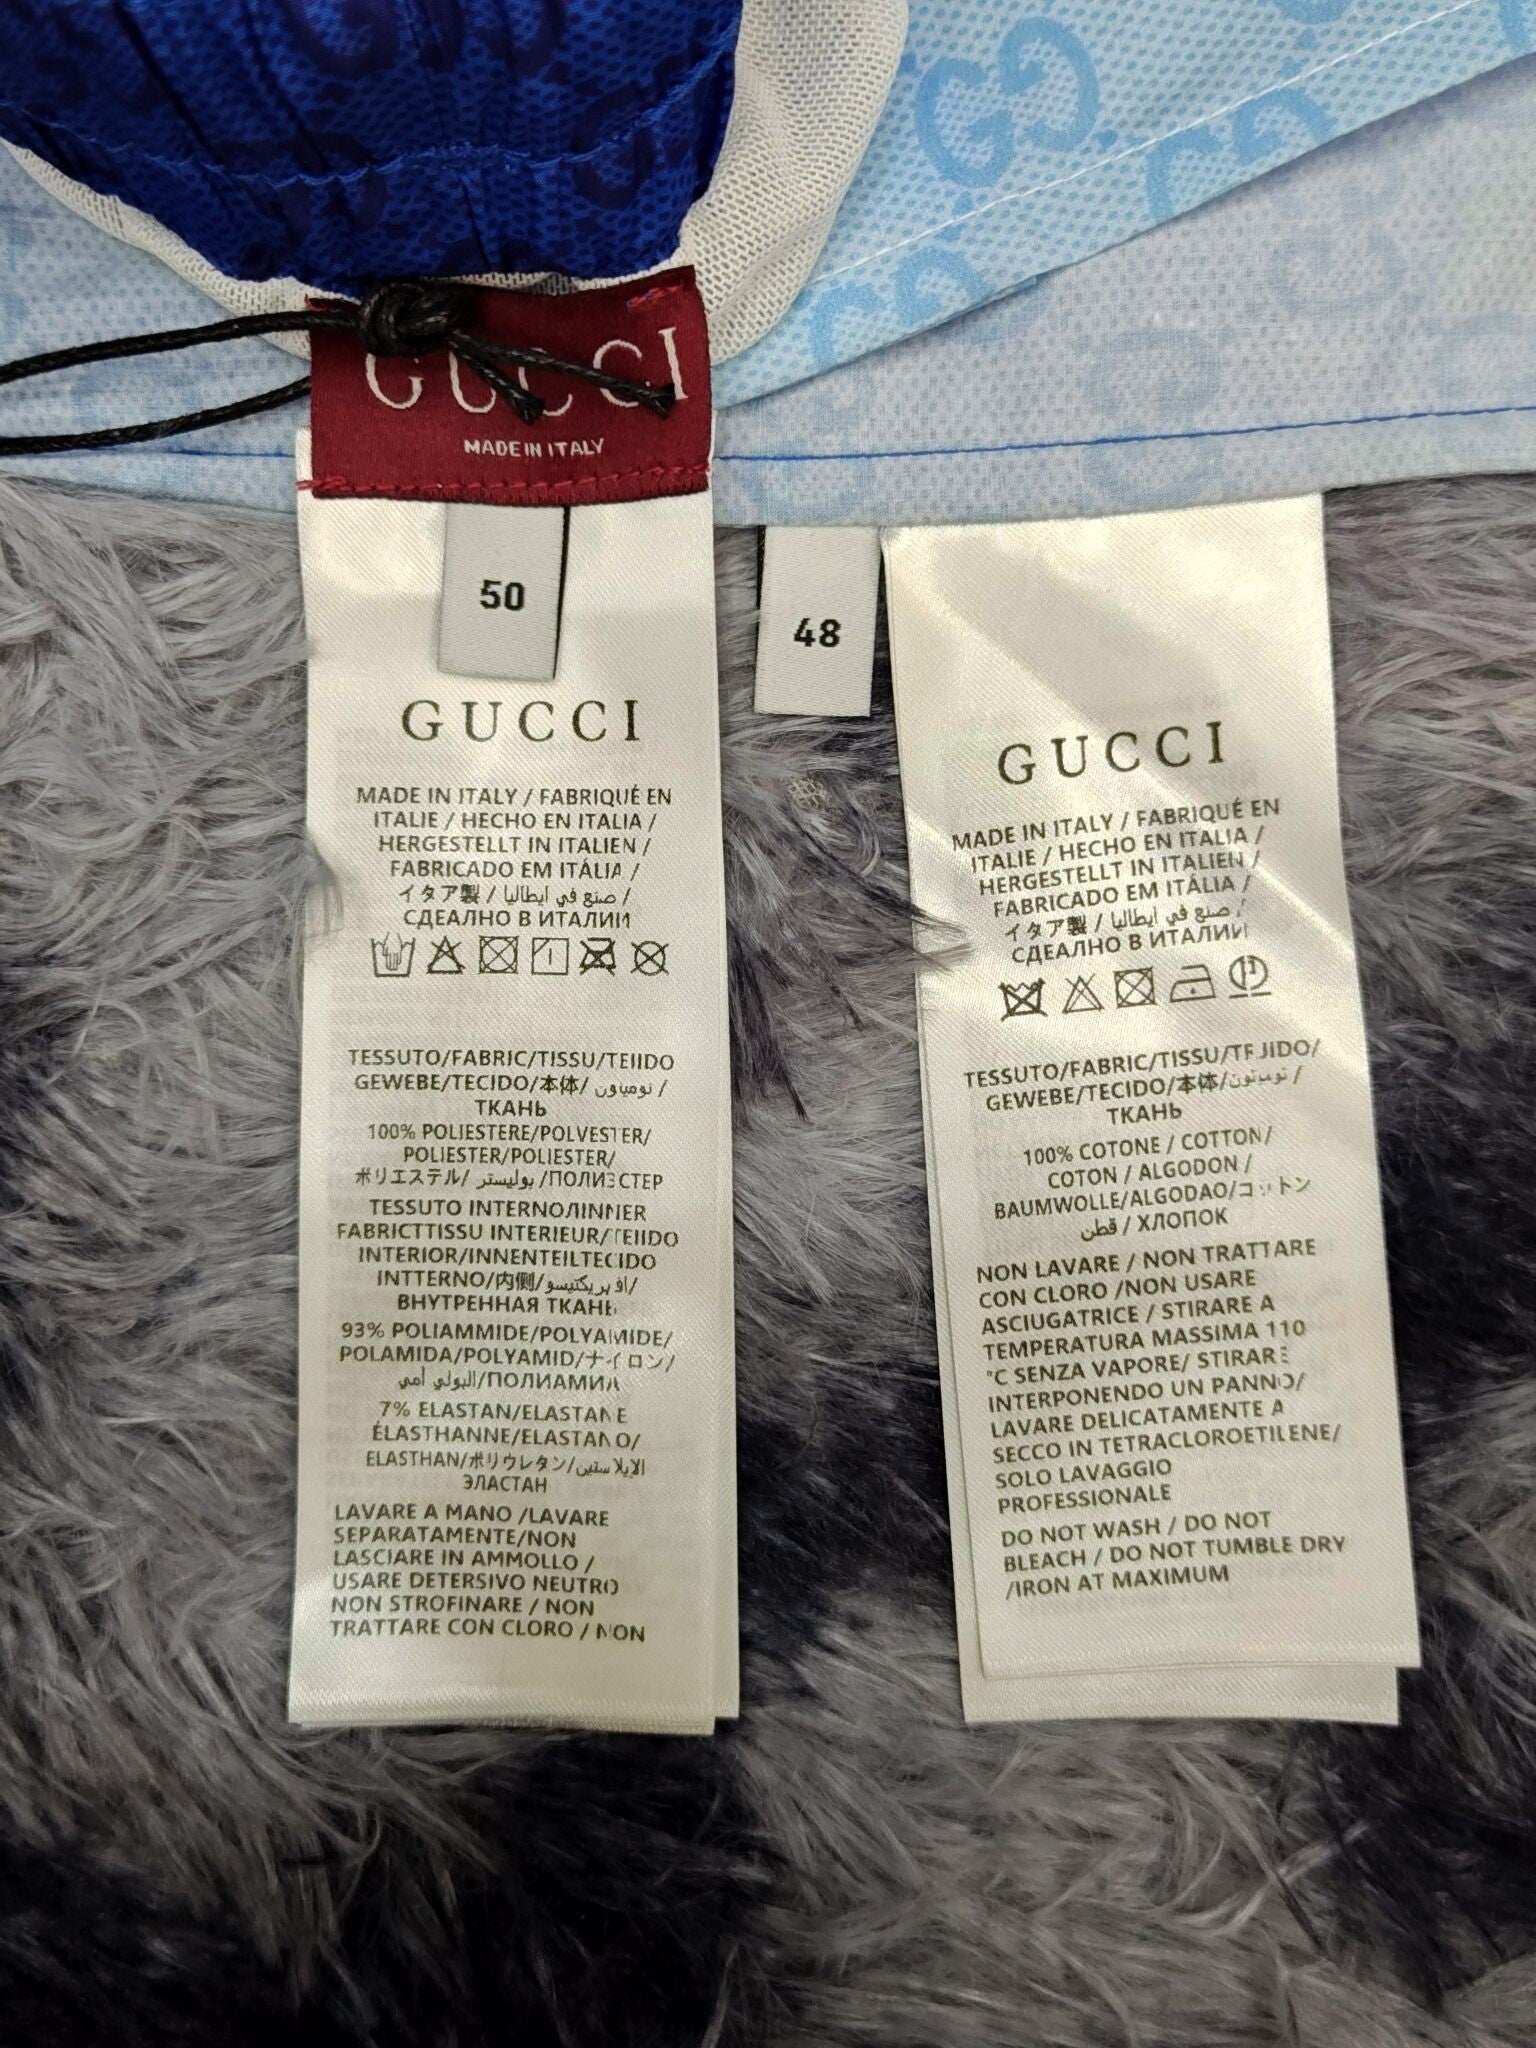 GUCCI
MADE IN ITALY
50
GUCCI
MADE IN ITALY / FABRIQUÉ EN
ITALIE / HECHO EN ITALIA /
HERGESTELLT IN ITALIEN /
FABRICADO EM ITÁLIA /
イタア製 / صنع في ايطاليا /
СДЕАЛНО В ИТАЛИИ
TESSUTO/FABRIC/TISSU/TEIIDO
GEWEBE/TECIDO/本体/ /
ТКАНЬ
100% POLIESTERE/POLVESTER/
POLIESTER/POLIESTER/
ポリエステル/ بوليستر /ПОЛИЭСТЕР
TESSUTO INTERNO/IINNER
FABRICTTISSU INTERIEUR/TEIIDO
INTERIOR/INNENTEILTECIDO
INTTERNO/内側/افبريكتيسو/
ВНУТРЕННАЯ ТКАНЬ
93% POLIAMMIDE/POLYAMIDE/
POLAMIDA/POLYAMID/ナイロン/
البولي أمي/ПОЛИАМИА
7% ELASTAN/ELASTANE
ÉLASTHANNE/ELASTANO/
ELASTHAN/ポリウレタン/الإيلاستين/
ЭЛАСТАН
LAVARE A MANO /LAVARE
SEPARATAMENTE/NON
LASCIARE IN AMMOLLO /
USARE DETERSIVO NEUTRO
NON STROFINARE / NON
TRATTARE CON CLORO / NON
48
GUCCI
MADE IN ITALY / FABRIQUÉ EN
ITALIE / HECHO EN ITALIA /
HERGESTELLT IN ITALIEN /
FABRICADO EM ITÁLIA /
イタア製 / صنع في ايطاليا /
СДЕАЛНО В ИТАЛИИ
TESSUTO/FABRIC/TISSU/TEJIDO/
GEWEBE/TECIDO/本体/ /
ТКАНЬ
100% COTONE / COTTON/
COTON / ALGODON /
BAUMWOLLE/ALGODAO/コットン
قطن / ХЛОПОК
NON LAVARE / NON TRATTARE
CON CLORO /NON USARE
ASCIUGATRICE / STIRARE A
TEMPERATURA MASSIMA 110
°C SENZA VAPORE/ STIRARE
INTERPONENDO UN PANNO/
LAVARE DELICATAMENTE A
SECCO IN TETRACLOROETILENE/
SOLO LAVAGGIO
PROFESSIONALE
DO NOT WASH / DO NOT
BLEACH / DO NOT TUMBLE DRY
/IRON AT MAXIMUM